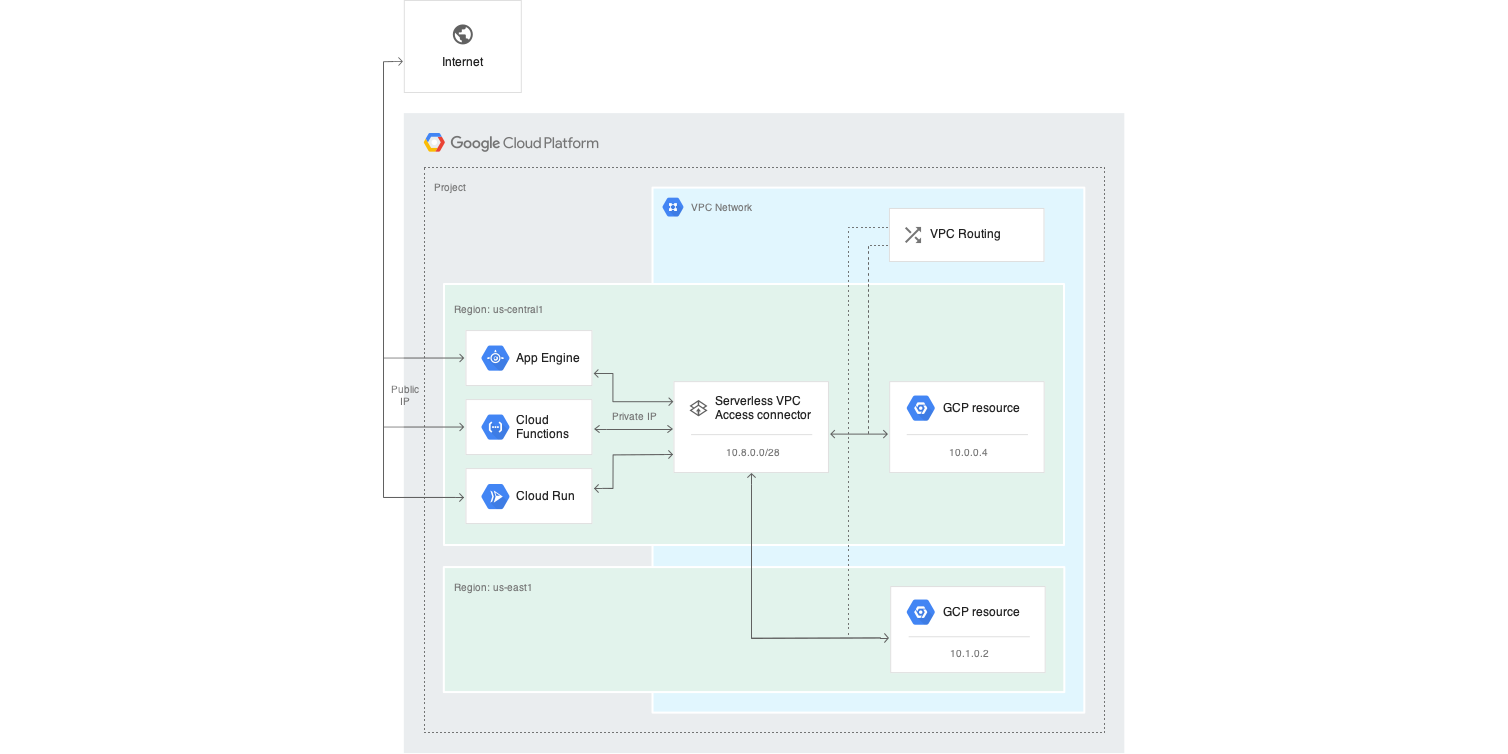 Internet
Google Cloud Platform
Project
VPC Network
VPC Routing
Region: us-central1
App Engine
Public
IP
Cloud
Functions
Private IP
Cloud Run
Serverless VPC
Access connector
10.8.0.0/28
GCP resource
10.0.0.4
Region: us-east1
GCP resource
10.1.0.2